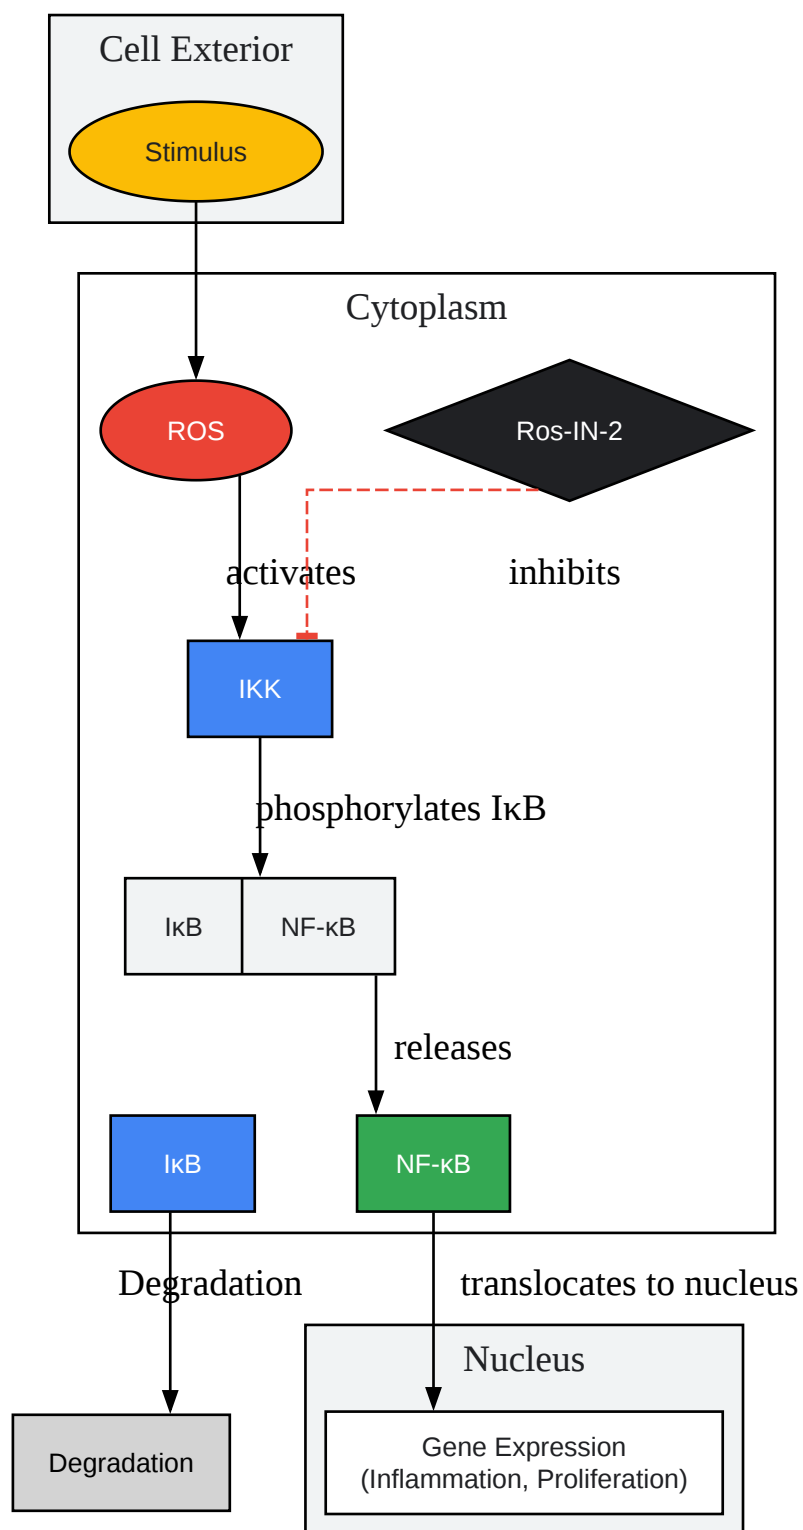 Cell Exterior
Stimulus
Cytoplasm
ROS
Ros-IN-2
activates
inhibits
IKK
phosphorylates IκB
IκB
NF-κB
releases
IκB
NF-κB
Degradation
translocates to nucleus
Nucleus
Degradation
Gene Expression
(Inflammation, Proliferation)